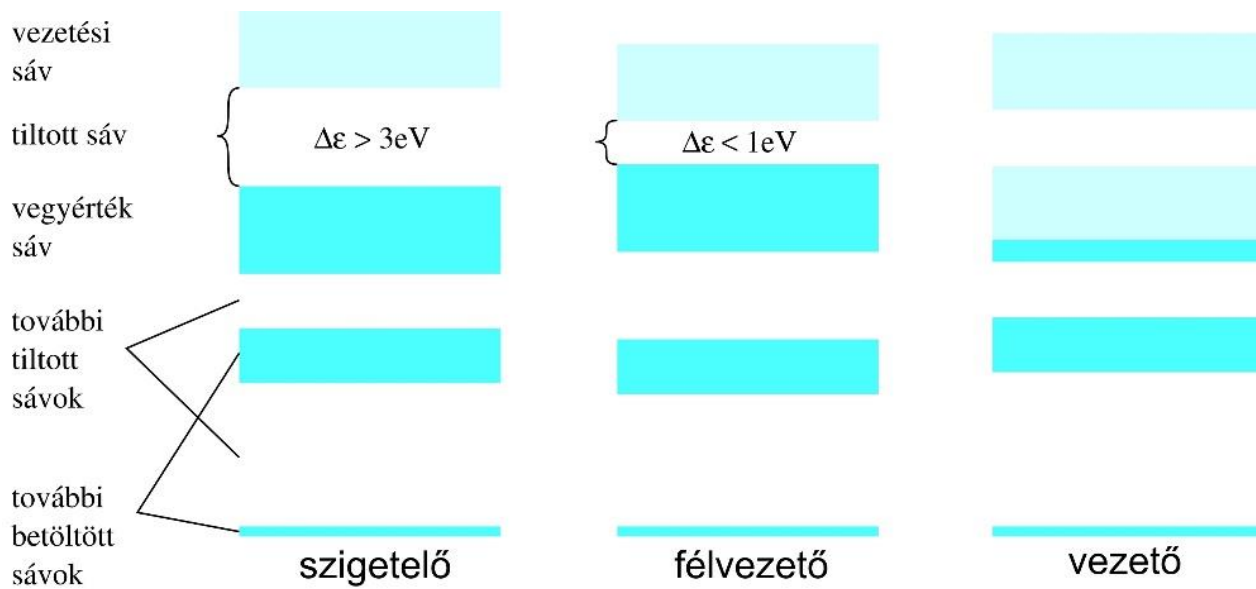 vezetési
sáv
tiltott sáv
Δε > 3eV
Δε < 1eV
vegyérték
sáv
további
tiltott
sávok
további
betöltött
sávok
szigetelő
félvezető
vezető